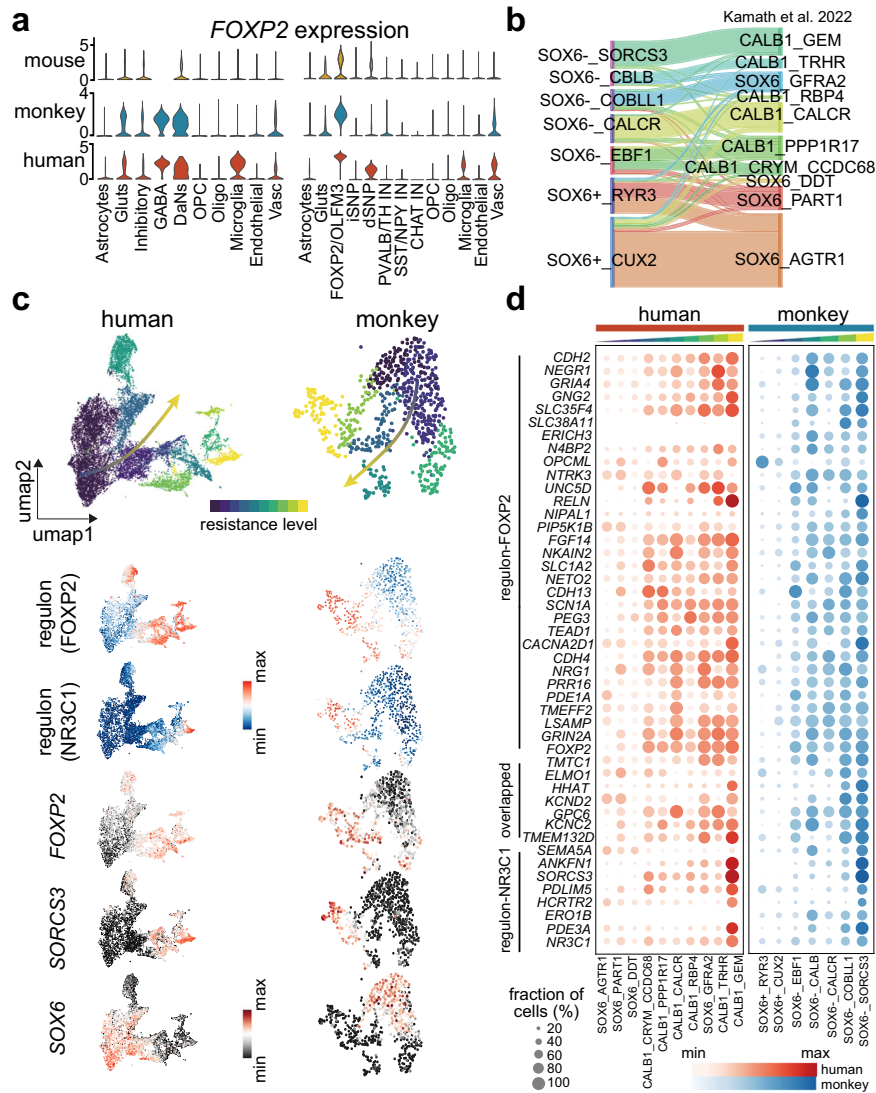 a
FOXP2 expression
mouse
5
0
monkey
4
0
human
5
0
Astrocytes
Gluts
Inhibitory
GABA
DaNs
OPC
Oligo
Microglia
Endothelial
Vasc
Astrocytes
Gluts
FOXP2/OLFM3
iSNP
dSNP
PVALB/TH IN
SST/NPY IN
CHAT IN
OPC
Oligo
Microglia
Endothelial
Vasc
b
Kamath et al. 2022
SOX6-_SORCS3
SOX6-_CBLB
SOX6-_COBLL1
SOX6-_CALCR
SOX6-_EBF1
SOX6+_RYR3
SOX6+_CUX2
CALB1_GEM
CALB1_TRHR
SOX6_GFRA2
CALB1_RBP4
CALB1_CALCR
CALB1_PPP1R17
CALB1_CRYM_CCDC68
SOX6_DDT
SOX6_PART1
SOX6_AGTR1
c
human
monkey
umap2
umap1
resistance level
regulon
(FOXP2)
regulon
(NR3C1)
max
min
FOXP2
SORCS3
SOX6
max
min
d
human
monkey
regulon-FOXP2
overlapped
regulon-NR3C1
CDH2
NEGR1
GRIA4
GNG2
SLC35F4
SLC38A11
ERICH3
N4BP2
OPCML
NTRK3
UNC5D
RELN
NIPAL1
PIP5K1B
FGF14
NKAIN2
SLC1A2
NETO2
CDH13
SCN1A
PEG3
TEAD1
CACNA2D1
CDH4
NRG1
PRR16
PDE1A
TMEFF2
LSAMP
GRIN2A
FOXP2
TMTC1
ELMO1
HHAT
KCND2
GPC6
KCNC2
TMEM132D
SEMA5A
ANKFN1
SORCS3
PDLIM5
HCRTR2
ERO1B
PDE3A
NR3C1
SOX6_AGTR1
SOX6_PART1
SOX6_DDT
CALB1_CRYM_CCDC68
CALB1_PPP1R17
CALB1_CALCR
CALB1_RBP4
SOX6_GFRA2
CALB1_TRHR
CALB1_GEM
SOX6+_RYR3
SOX6+_CUX2
SOX6-_EBF1
SOX6-_CALB
SOX6-_CALCR
SOX6-_COBLL1
SOX6-_SORCS3
fraction of
cells (%)
20
40
60
80
100
min
max
human
monkey